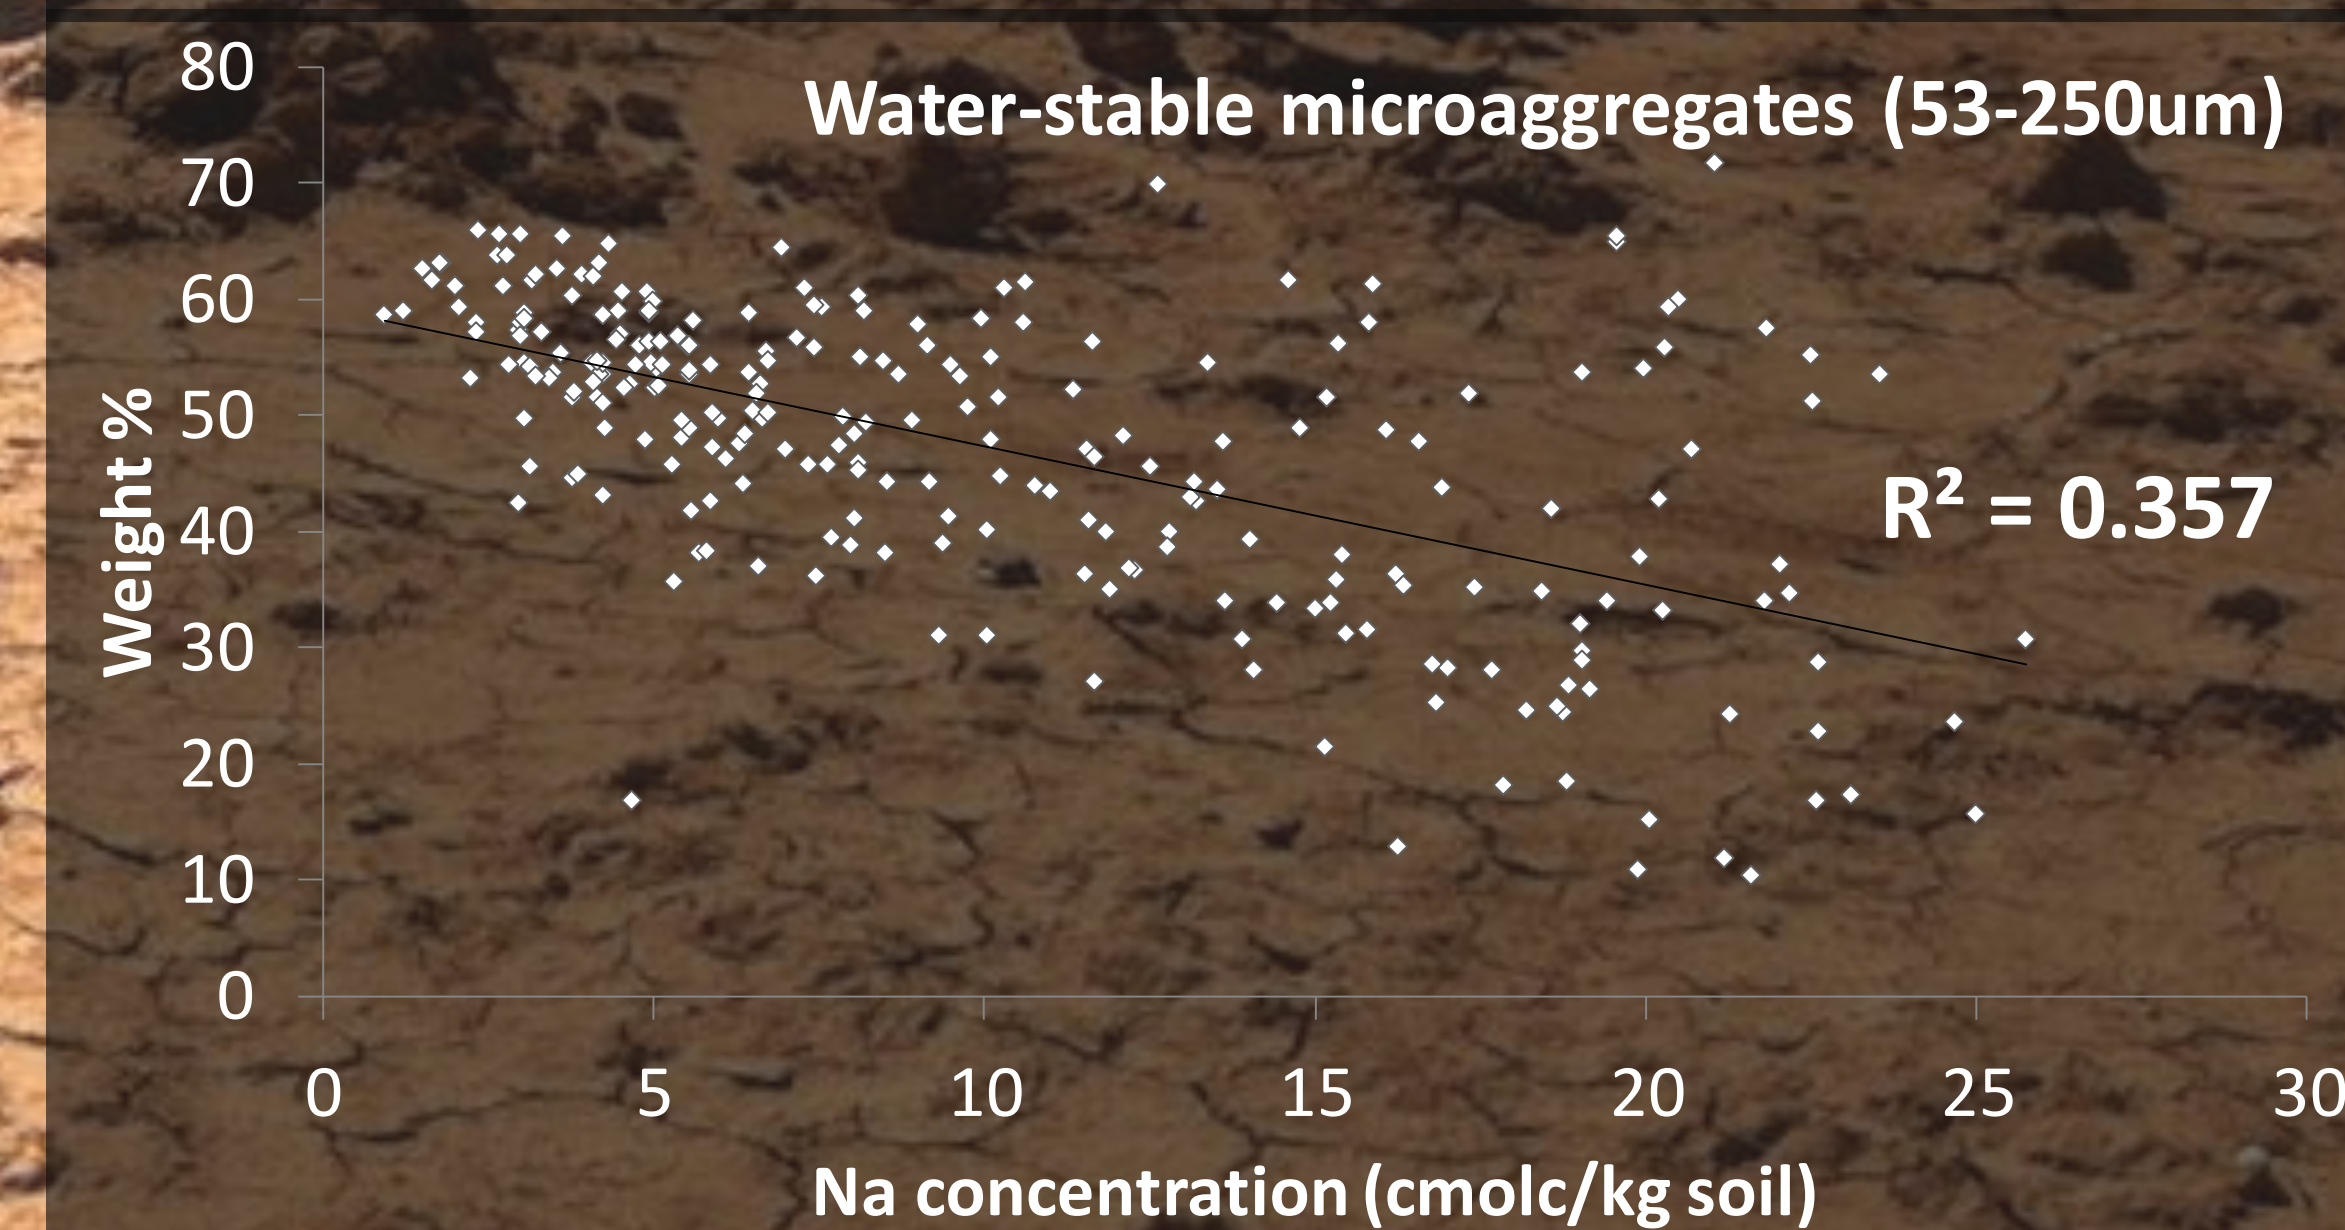 Water-stable microaggregates (53-250um)
80
70
60
50
40
30
20
10
0
Weight %
R² = 0.357
0 5 10 15 20 25 30
Na concentration (cmolc/kg soil)